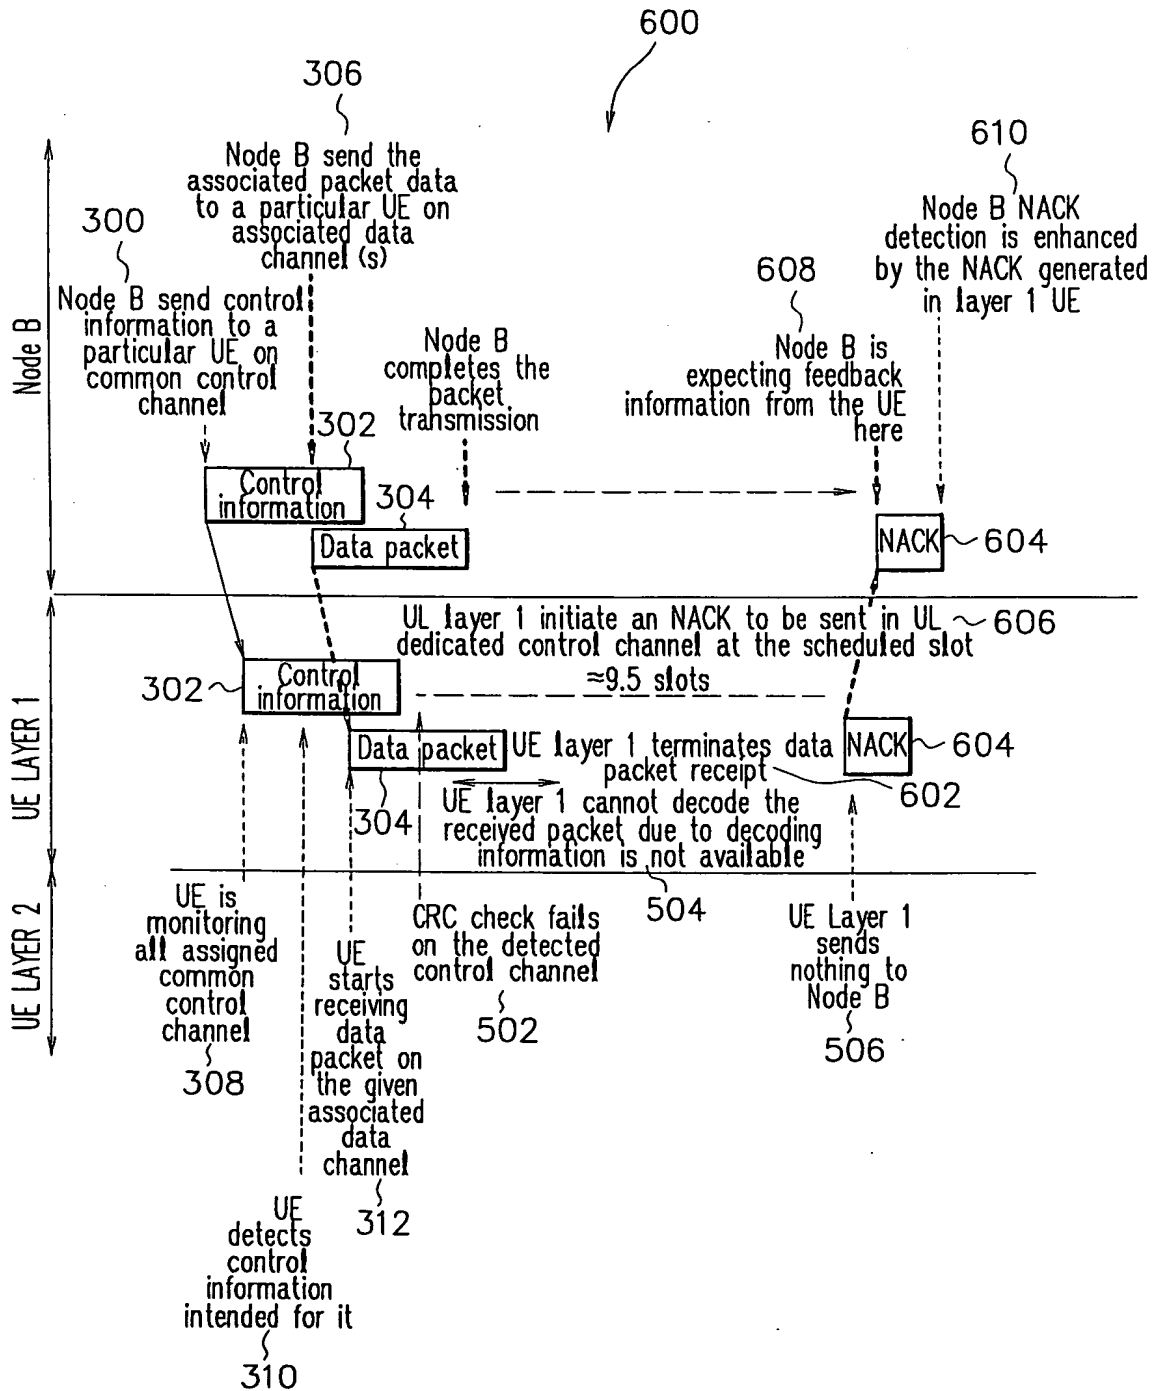 600
306
Node B send the
associated packet data
to a particular UE on
associated data
channel (s)
610
Node B NACK
detection is enhanced
by the NACK generated
in layer 1 UE
300
Node B send control
information to a
particular UE on
common control
channel
608
Node B is
expecting feedback
information from the UE
here
Node B
completes the
packet
transmission
Node B
302
Control
information
304
Data packet
NACK
604
UL layer 1 initiate an NACK to be sent in UL
dedicated control channel at the scheduled slot
606
≈9.5 slots
UE LAYER 1
302
Control
information
Data packet
304
UE layer 1 terminates data
packet receipt
602
NACK
604
UE layer 1 cannot decode the
received packet due to decoding
information is not available
504
UE LAYER 2
UE is
monitoring
all assigned
common
control
channel
308
UE
starts
receiving
data
packet on
the given
associated
data
channel
312
CRC check fails
on the detected
control channel
502
UE Layer 1
sends
nothing to
Node B
506
UE
detects
control
information
intended for it
310